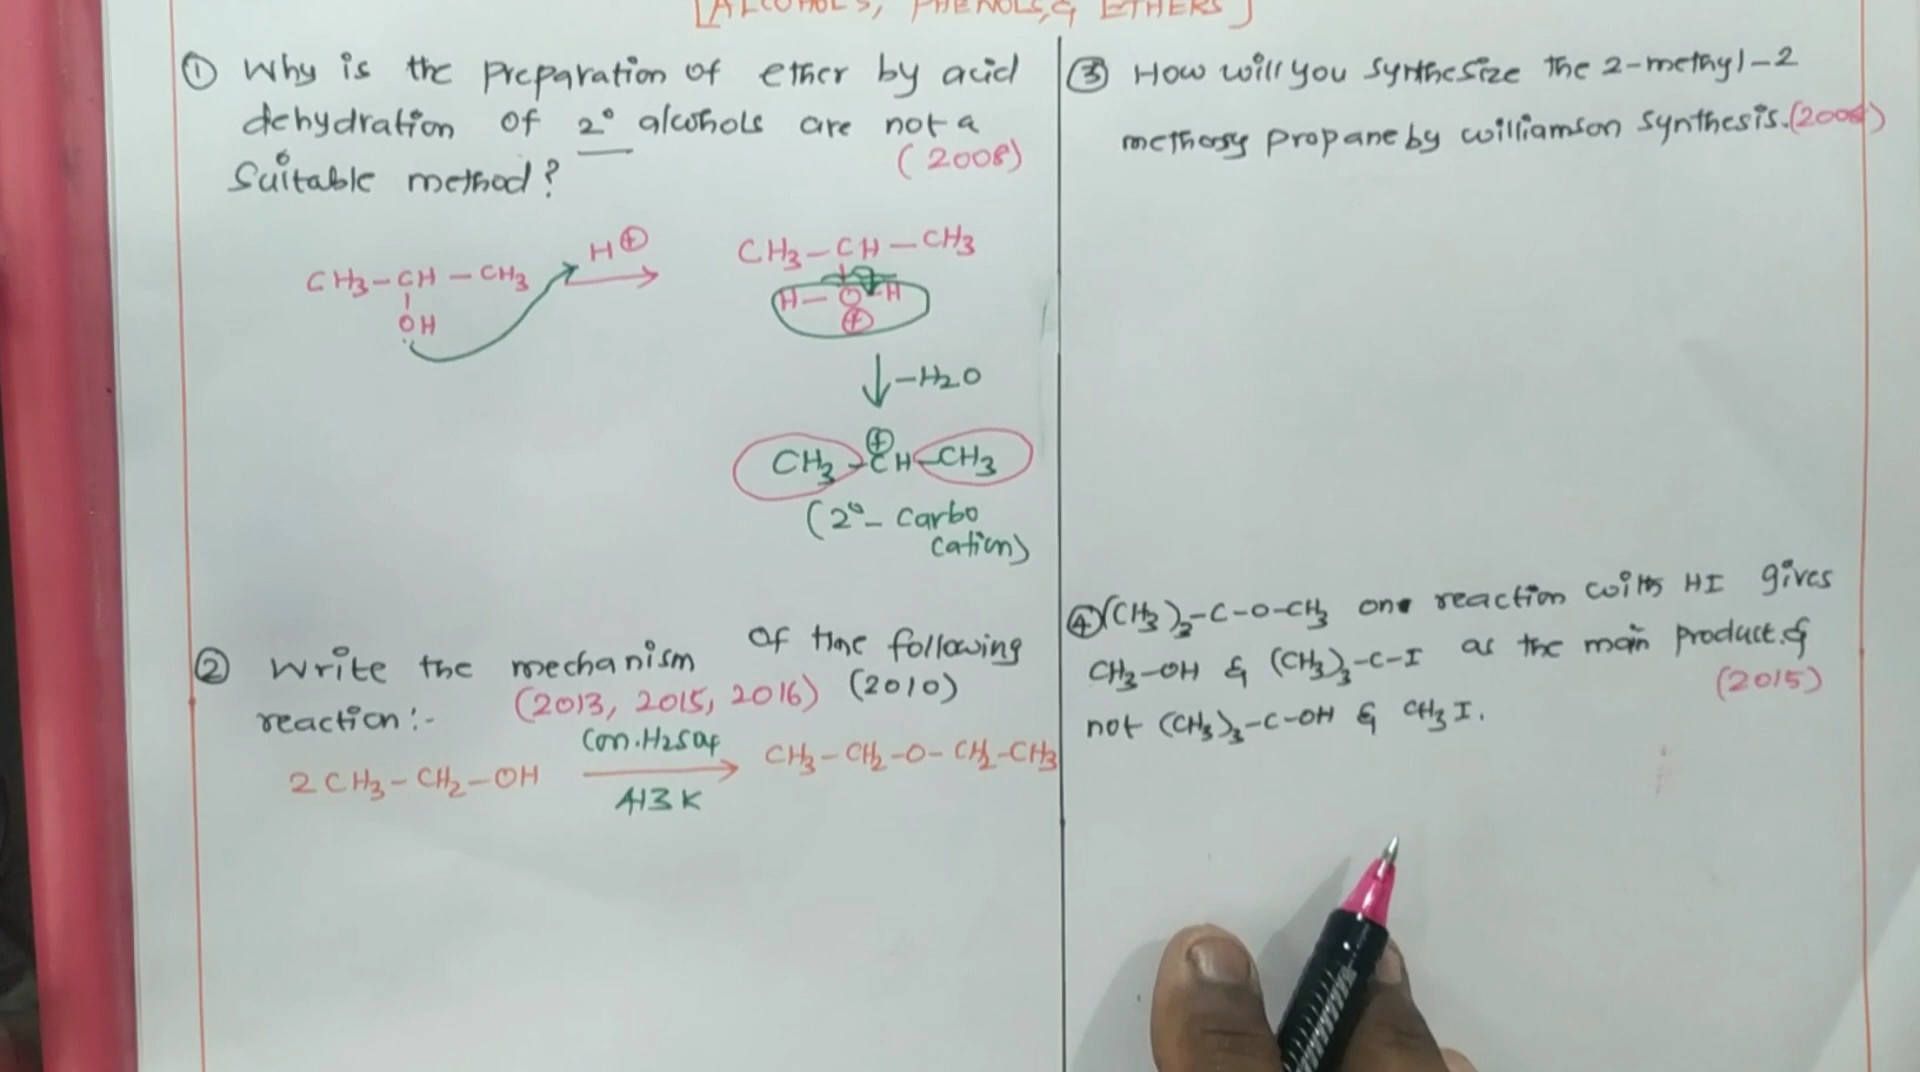 [ALCOHOLS, PHENOLS, & ETHERS]
① Why is the preparation of ether by acid
dehydration of 2° alcohols are not a
suitable method? (2008)
CH3-CH-CH3
OH
H⊕
CH3-CH-CH3
H-O-H
⊕
-H2O
CH3-CH-CH3
⊕
(2°- Carbo
cation)
② Write the mechanism of the following
reaction:- (2013, 2015, 2016) (2010)
2CH3-CH2-OH Con.H2SO4 CH3-CH2-O-CH2-CH3
413K
③ How will you synthesize the 2-methyl-2
methoxy propane by williamson synthesis.
④ (CH3)3-C-O-CH3 on reaction with HI gives
CH3-OH & (CH3)3-C-I as the main product &
(2015)
not (CH3)3-C-OH & CH3I.